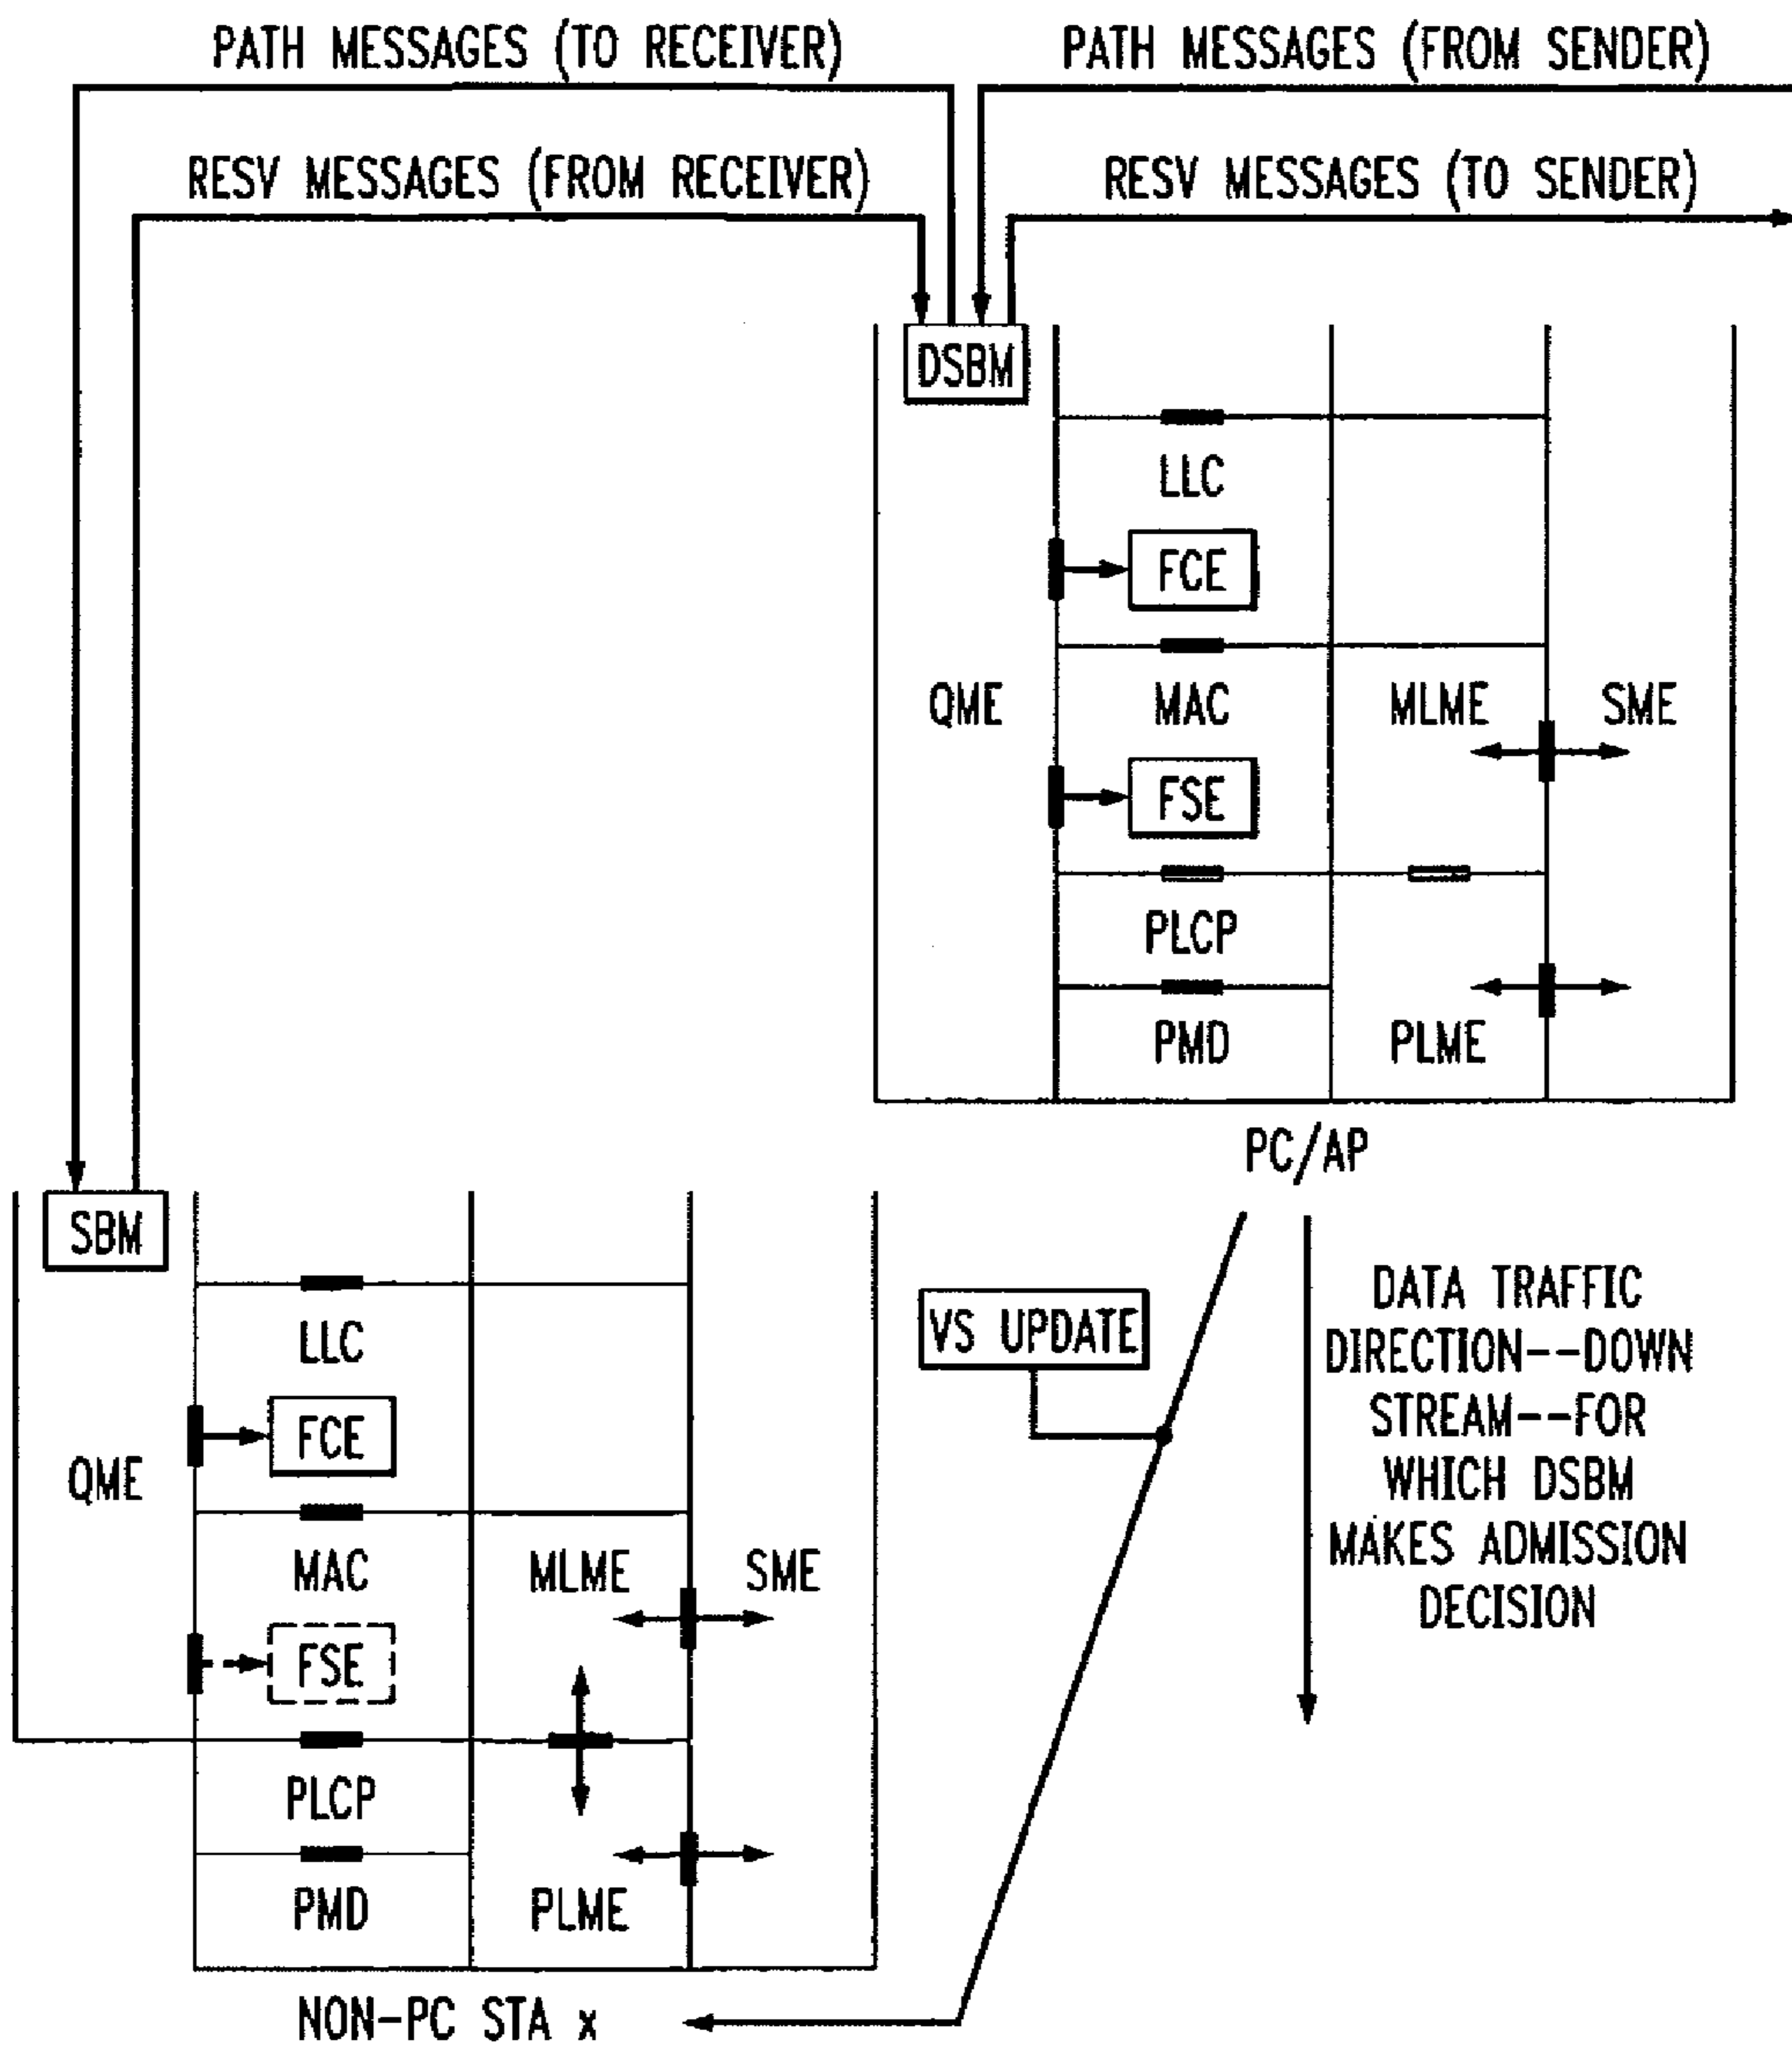 PATH MESSAGES (TO RECEIVER)
PATH MESSAGES (FROM SENDER)
RESV MESSAGES (FROM RECEIVER)
RESV MESSAGES (TO SENDER)
DSBM
LLC
FCE
QME
MAC
MLME
SME
FSE
PLCP
PMD
PLME
PC/AP
SBM
LLC
FCE
QME
MAC
MLME
SME
FSE
PLCP
PMD
PLME
NON-PC STA x
VS UPDATE
DATA TRAFFIC
DIRECTION--DOWN
STREAM--FOR
WHICH DSBM
MAKES ADMISSION
DECISION